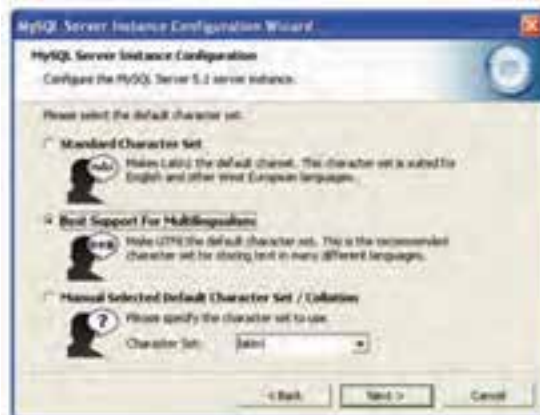 MySQL Server Instance Configuration Wizard
MySQL Server Instance Configuration
Configure the MySQL Server 5.1 server instance.
Please select the default character set.
Standard Character Set
Makes Latin1 the default charset. This character set is suited for
English and other West European languages.
Best Support For Multilingualism
Make UTF8 the default character set. This is the recommended
character set for storing text in many different languages.
Manual Selected Default Character Set / Collation
?
Please specify the character set to use.
Character Set:
latin1
< Back
Next >
Cancel